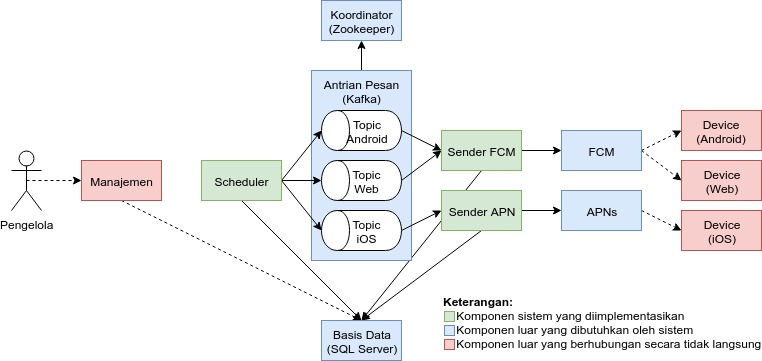 Koordinator
(Zookeeper)
Antrian Pesan
(Kafka)
Topic
Android
Topic
Web
Topic
iOS
Pengelola
Manajemen
Scheduler
Sender FCM
Sender APN
FCM
APNs
Device
(Android)
Device
(Web)
Device
(iOS)
Basis Data
(SQL Server)
Keterangan:
Komponen sistem yang diimplementasikan
Komponen luar yang dibutuhkan oleh sistem
Komponen luar yang berhubungan secara tidak langsung